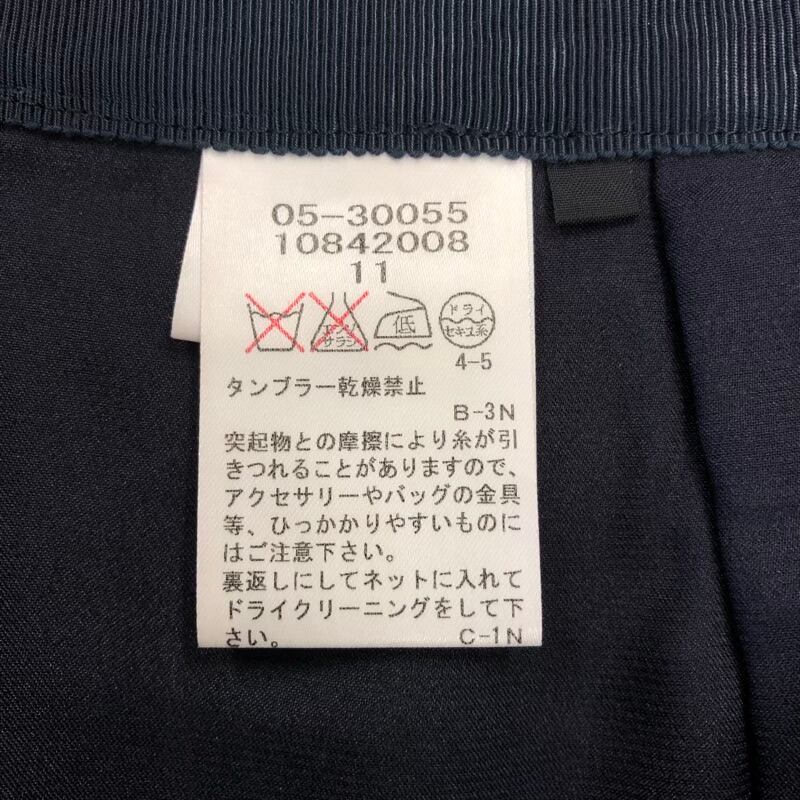 05-30055
10842008
11
エンソ
サラシ
低
ドライ
セキユ系
4-5
タンブラー乾燥禁止
B-3N
突起物との摩擦により糸が引
きつれることがありますので、
アクセサリーやバッグの金具
等、ひっかかりやすいものに
はご注意下さい。
裏返しにしてネットに入れて
ドライクリーニングをして下
さい。 C-1N